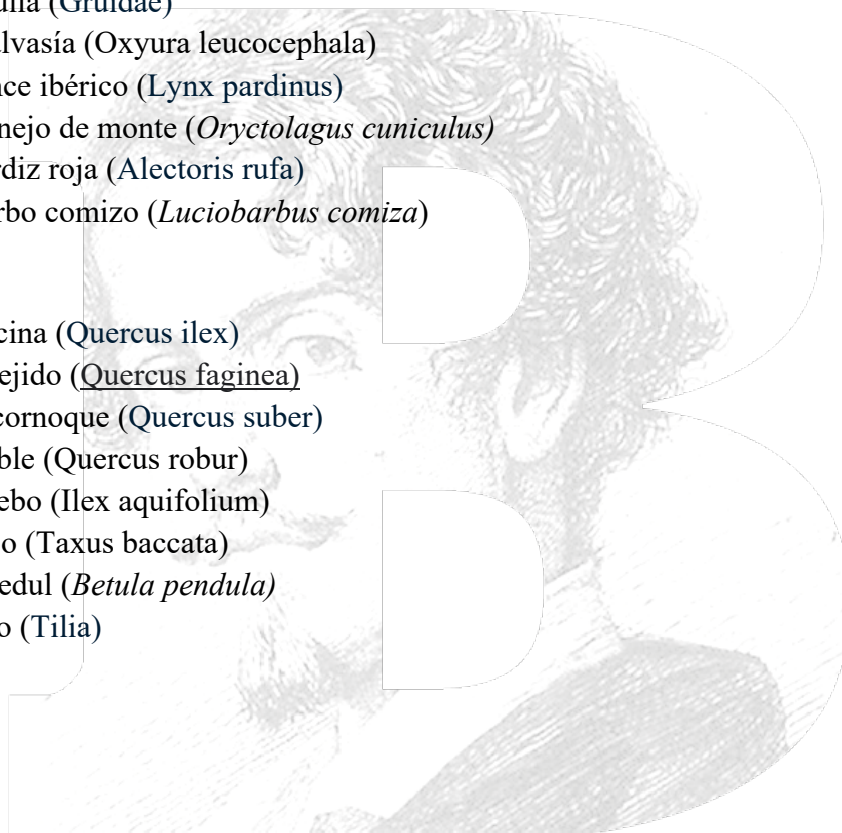 ulla (Gruidae)
lvasía (Oxyura leucocephala)
nce ibérico (Lynx pardinus)
nejo de monte (Oryctolagus cuniculus)
rdiz roja (Alectoris rufa)
rbo comizo (Luciobarbus comiza)
cina (Quercus ilex)
ejido (Quercus faginea)
cornoque (Quercus suber)
ble (Quercus robur)
ebo (Ilex aquifolium)
o (Taxus baccata)
edul (Betula pendula)
o (Tilia)